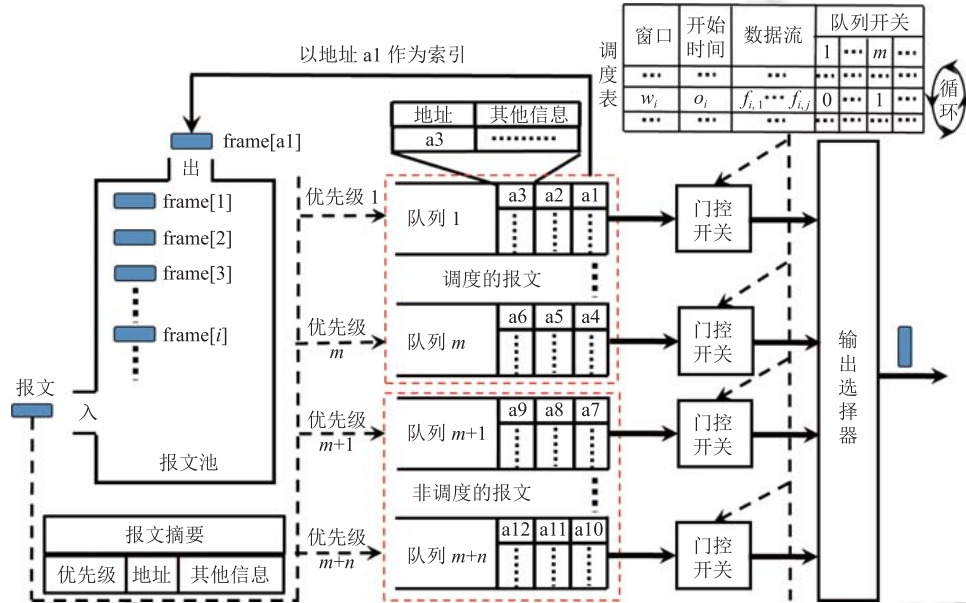 以地址 a1 作为索引
调度表
窗口 开始时间 数据流 队列开关
1 ··· m ···
··· ··· ··· ··· ··· ···
w_i o_i f_{i,1} ··· f_{i,j} 0 ··· 1 ···
··· ··· ··· ··· ··· ···
循环
地址 其他信息
a3 ·········
frame[a1]
出
frame[1]
frame[2]
frame[3]
frame[i]
报文
入
报文池
报文摘要
优先级 地址 其他信息
优先级 1
队列 1
a3 a2 a1
门控开关
调度的报文
优先级 m
队列 m
a6 a5 a4
门控开关
优先级 m+1
队列 m+1
a9 a8 a7
门控开关
非调度的报文
优先级 m+n
队列 m+n
a12 a11 a10
门控开关
输出选择器